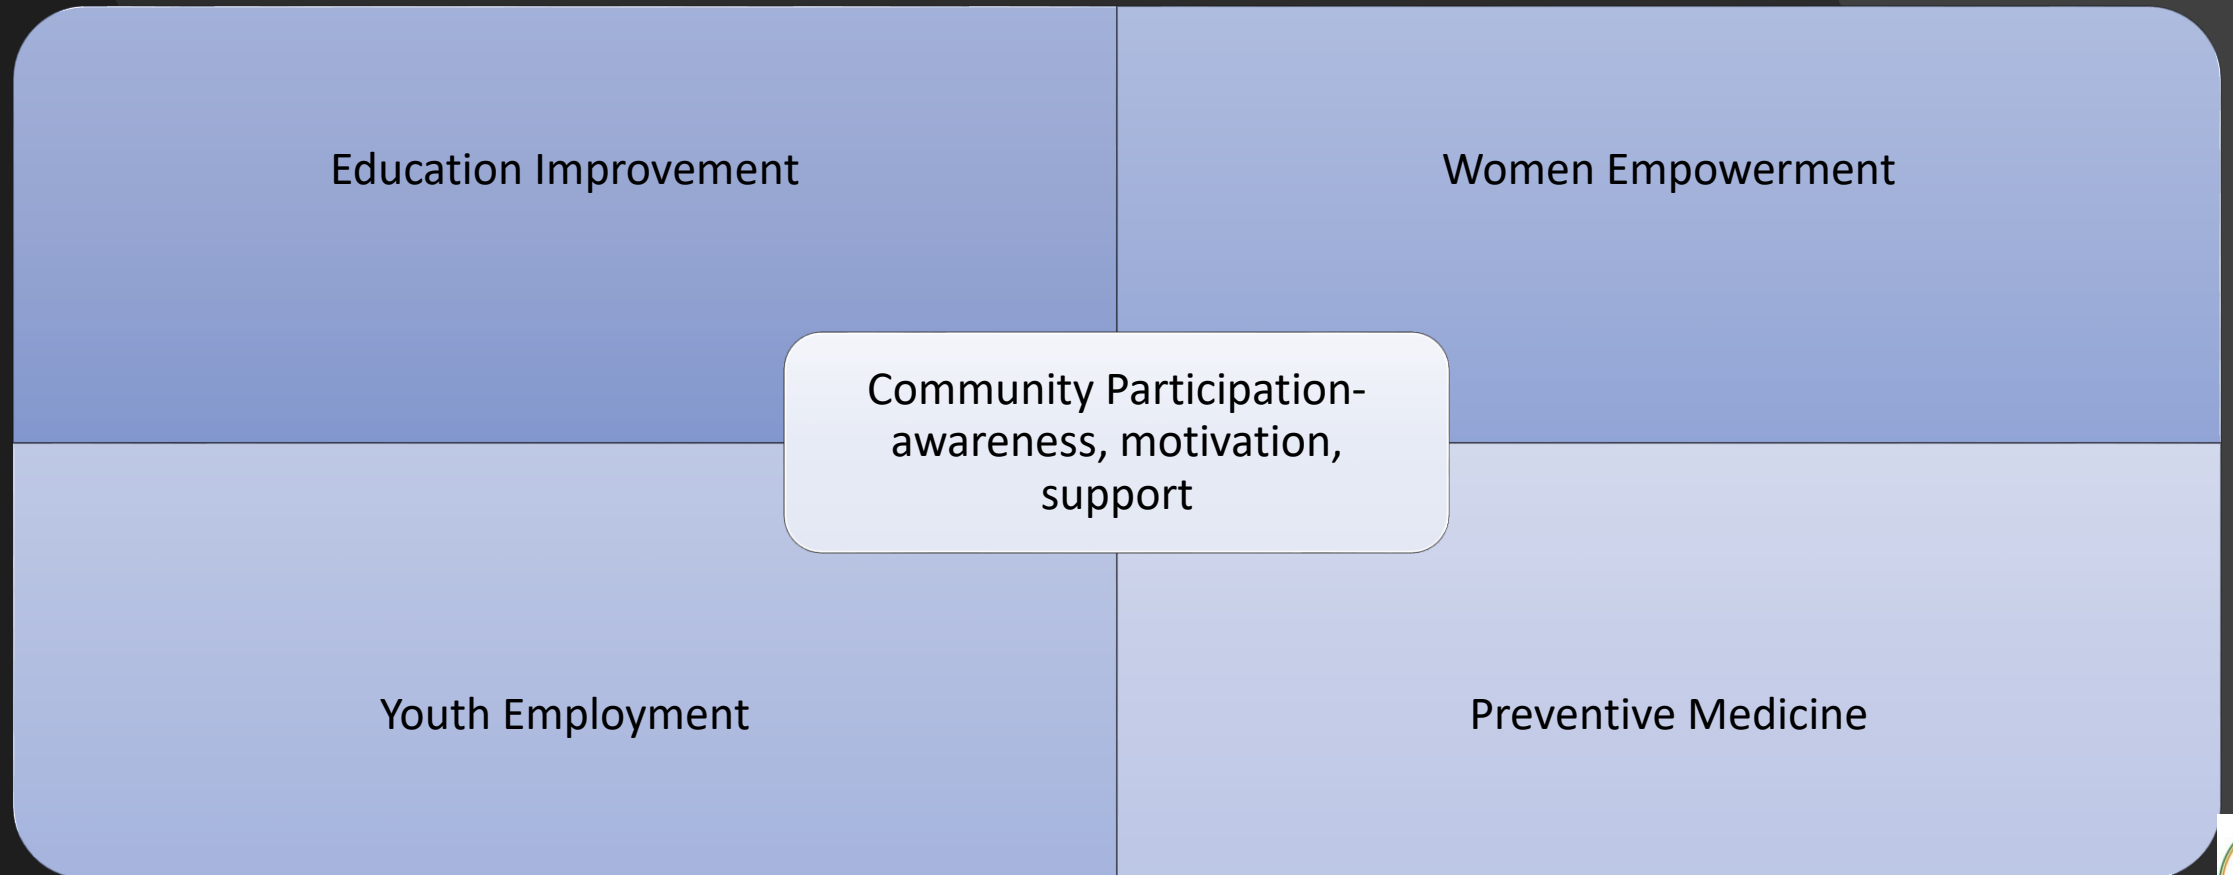 Education Improvement
Women Empowerment
Community Participation-
awareness, motivation,
support
Youth Employment
Preventive Medicine